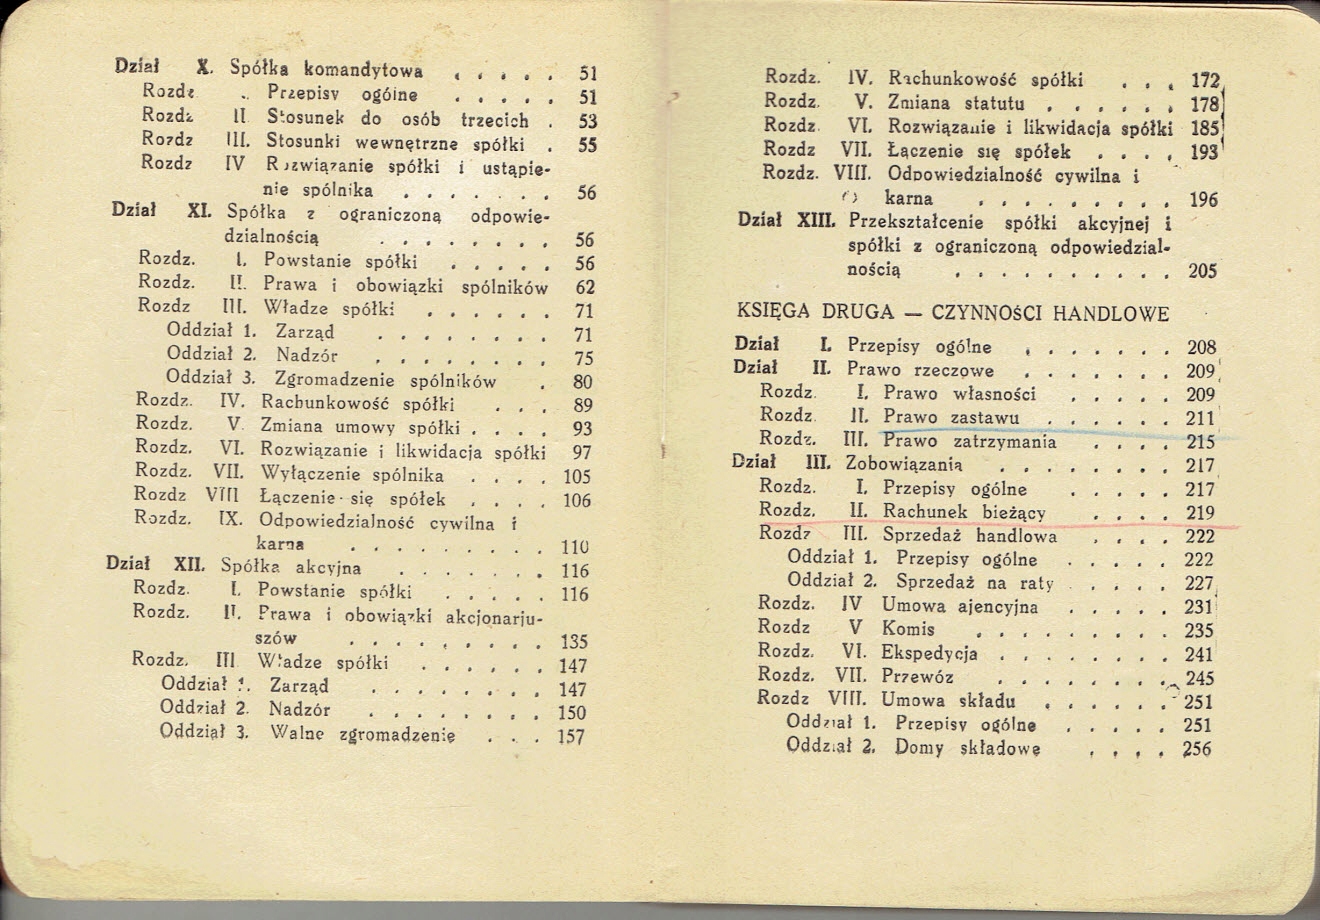 Dział X. Spółka komandytowa . . . . . 51
Rozdz . Przepisy ogólne . . . . . 51
Rozdz II Stosunek do osób trzecich . 53
Rozdz III. Stosunki wewnętrzne spółki . 55
Rozdz IV Rozwiązanie spółki i ustąpie-
nie spólnika . . . . . . . 56
Dział XI. Spółka z ograniczoną odpowie-
dzialnością . . . . . . . . 56
Rozdz. I. Powstanie spółki . . . . . 56
Rozdz. II. Prawa i obowiązki spólników 62
Rozdz III. Władze spółki . . . . . . 71
Oddział 1. Zarząd . . . . . . . . 71
Oddział 2. Nadzór . . . . . . . . 75
Oddział 3. Zgromadzenie spólników . 80
Rozdz. IV. Rachunkowość spółki . . . 89
Rozdz. V. Zmiana umowy spółki . . . . 93
Rozdz. VI. Rozwiązanie i likwidacja spółki 97
Rozdz. VII. Wyłączenie spólnika . . . . 105
Rozdz VIII Łączenie się spółek . . . . 106
Rozdz. IX. Odpowiedzialność cywilna i
karna . . . . . . . . . 110
Dział XII. Spółka akcyjna . . . . . . . 116
Rozdz. I. Powstanie spółki . . . . . 116
Rozdz. II. Prawa i obowiązki akcjonarju-
szów . . . . . . . . . 135
Rozdz. III Władze spółki . . . . . . 147
Oddział 1. Zarząd . . . . . . . . 147
Oddział 2. Nadzór . . . . . . . . 150
Oddział 3. Walne zgromadzenie . . . 157
Rozdz. IV. Rachunkowość spółki . . . 172
Rozdz. V. Zmiana statutu . . . . . . 178
Rozdz. VI. Rozwiązanie i likwidacja spółki 185
Rozdz VII. Łączenie się spółek . . . . 193
Rozdz. VIII. Odpowiedzialność cywilna i
karna . . . . . . . . . 196
Dział XIII. Przekształcenie spółki akcyjnej i
spółki z ograniczoną odpowiedzial-
nością . . . . . . . . . . 205
KSIĘGA DRUGA — CZYNNOŚCI HANDLOWE
Dział I. Przepisy ogólne . . . . . . . 208
Dział II. Prawo rzeczowe . . . . . . . 209
Rozdz. I. Prawo własności . . . . . 209
Rozdz. II. Prawo zastawu . . . . . . 211
Rozdz. III. Prawo zatrzymania . . . . 215
Dział III. Zobowiązania . . . . . . . . 217
Rozdz. I. Przepisy ogólne . . . . . 217
Rozdz. II. Rachunek bieżący . . . . 219
Rozdz III. Sprzedaż handlowa . . . . 222
Oddział 1. Przepisy ogólne . . . . . 222
Oddział 2. Sprzedaż na raty . . . . . 227
Rozdz. IV Umowa ajencyjna . . . . . 231
Rozdz V Komis . . . . . . . . . 235
Rozdz. VI. Ekspedycja . . . . . . . 241
Rozdz. VII. Przewóz . . . . . . . . 245
Rozdz VIII. Umowa składu . . . . . . 251
Oddział 1. Przepisy ogólne . . . . . 251
Oddział 2. Domy składowe . . . . 256